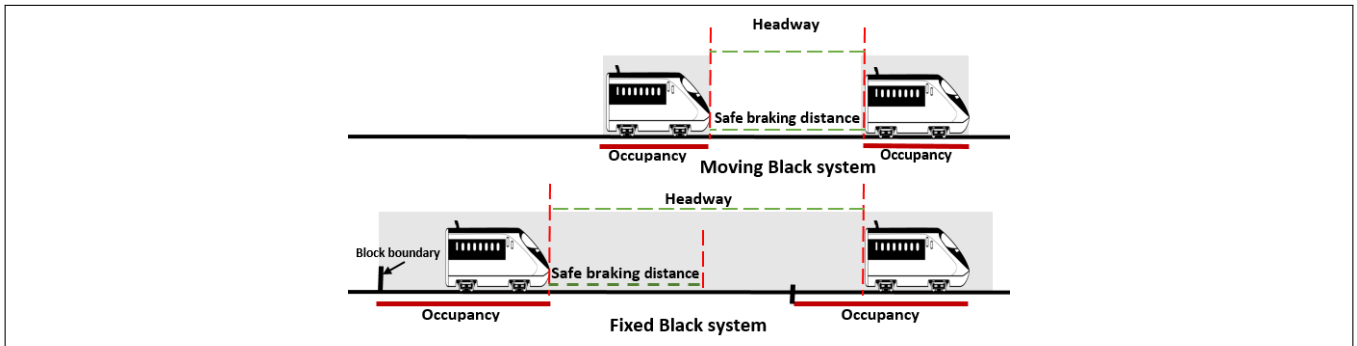 Headway
Safe braking distance
Occupancy
Occupancy
Moving Black system
Headway
Block boundary
Safe braking distance
Occupancy
Occupancy
Fixed Black system